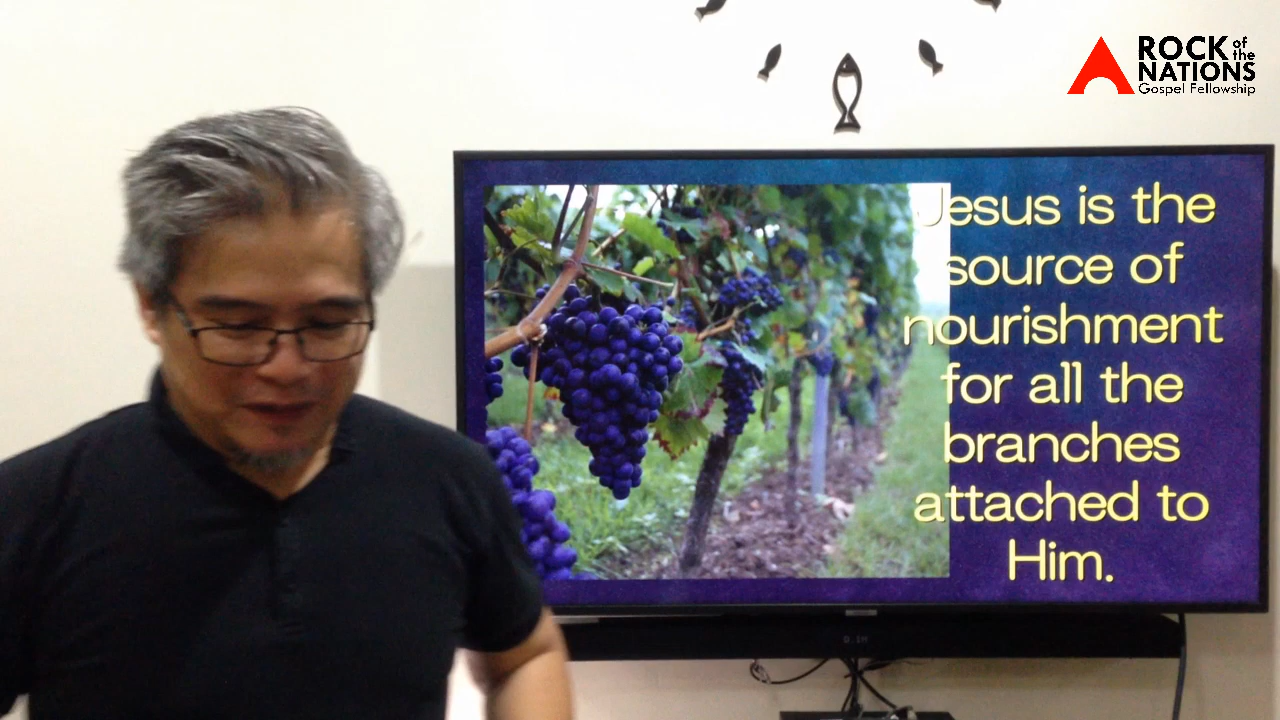 ROCK of the
NATIONS
Gospel Fellowship
Jesus is the
source of
nourishment
for all the
branches
attached to
Him.